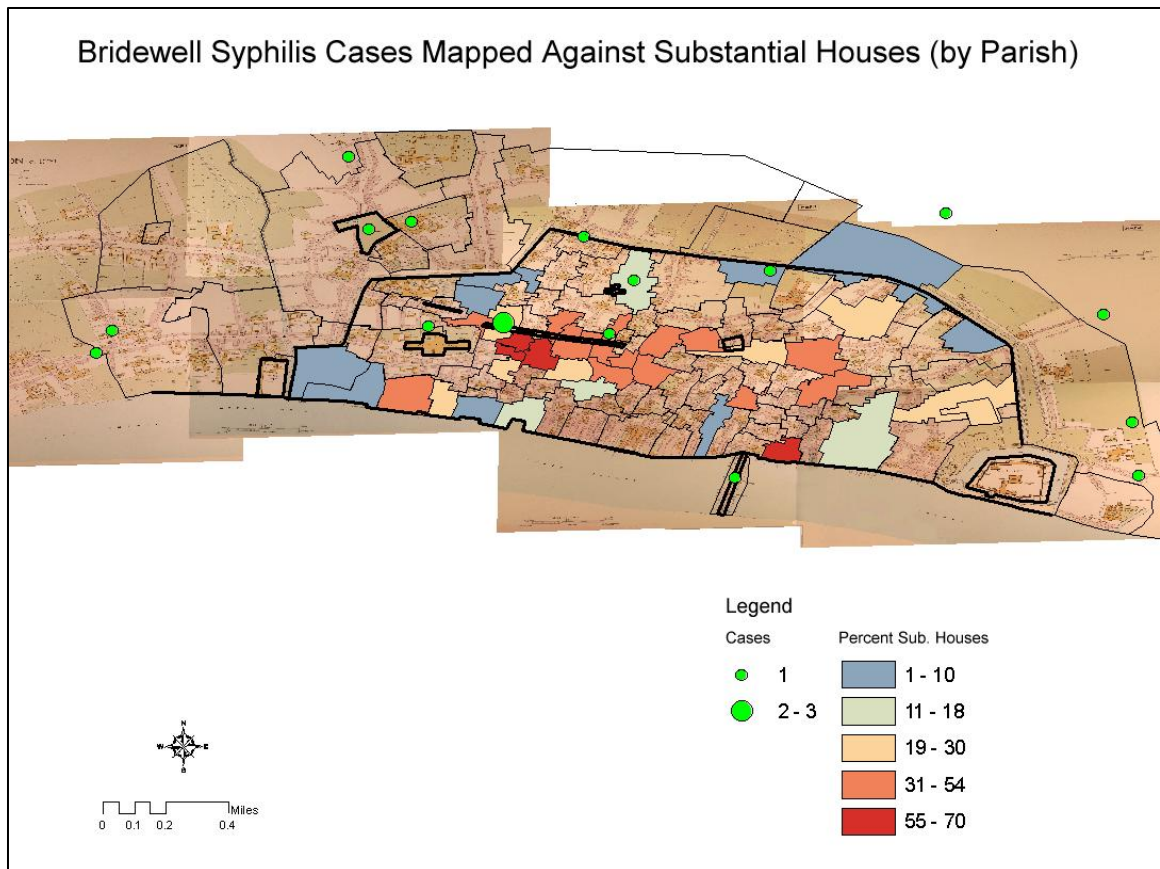 Bridewell Syphilis Cases Mapped Against Substantial Houses (by Parish)
Legend
Cases
Percent Sub. Houses
1
2 - 3
1 - 10
11 - 18
19 - 30
31 - 54
55 - 70
N
W
E
S
Miles
0 0.1 0.2 0.4